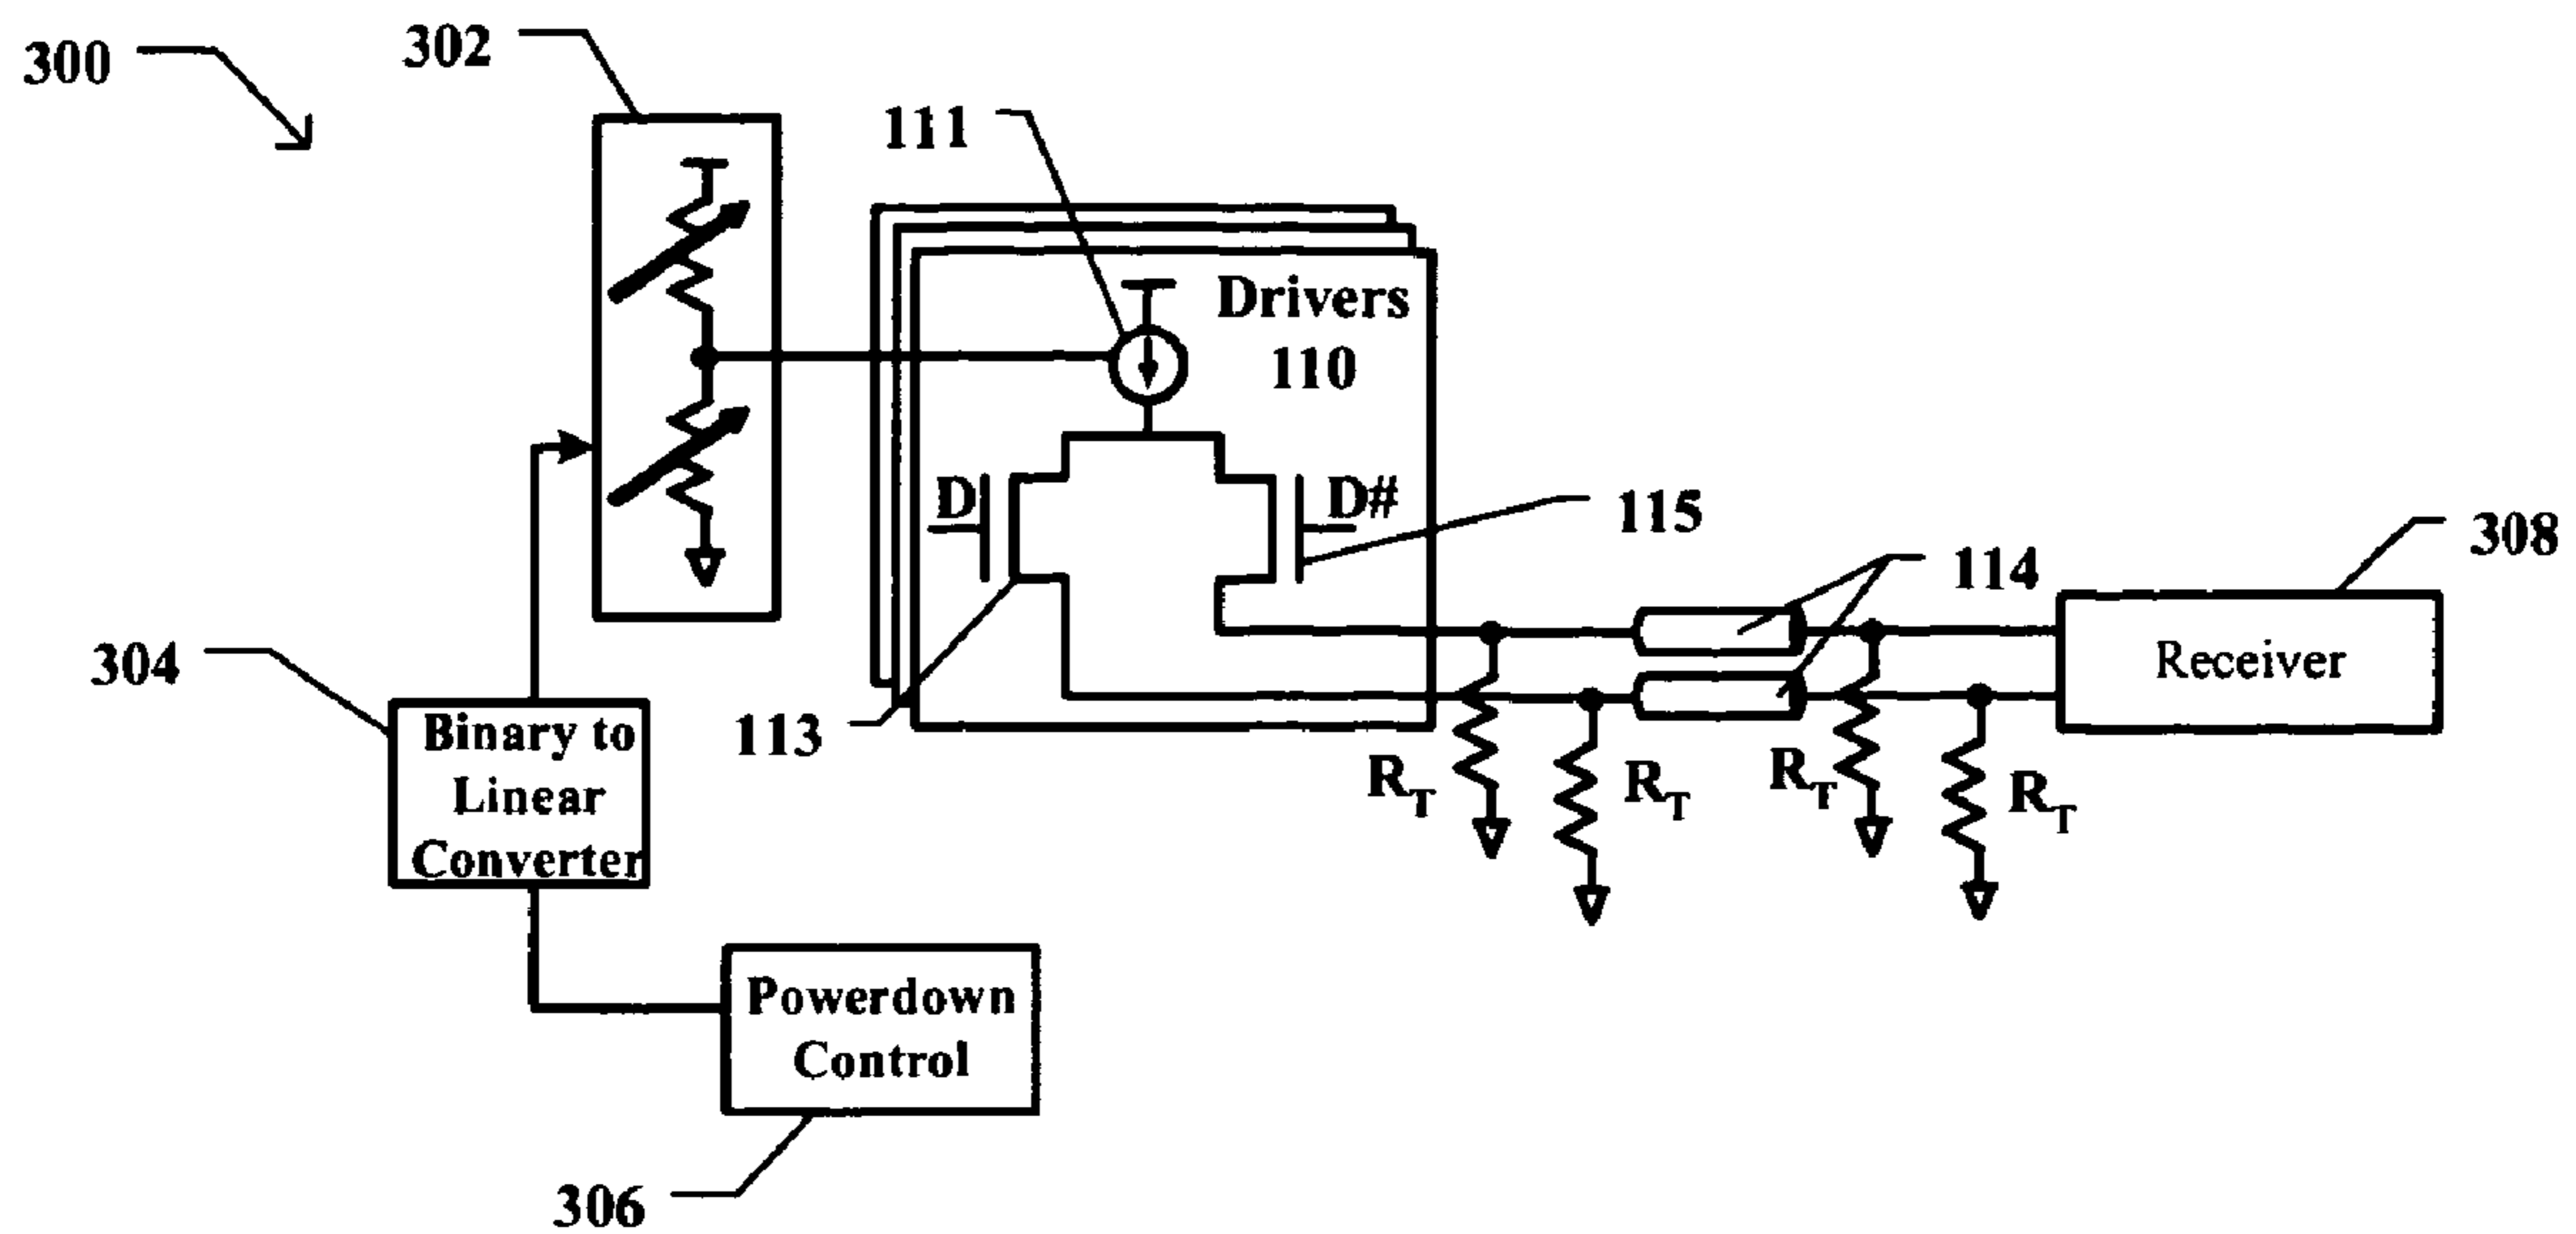 300
302
111
Drivers
110
D
D#
115
308
114
Receiver
304
Binary to
Linear
Converter
113
R_T
R_T
R_T
R_T
Powerdown
Control
306